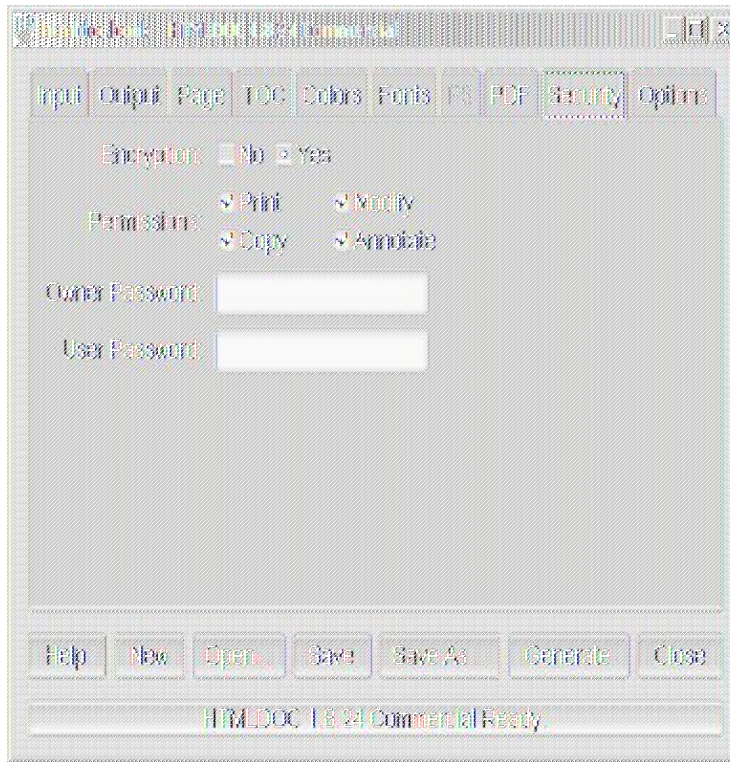 HTMLDOC 1.8.24 Commercial
Input Output Page TOC Colors Fonts PS PDF Security Options
Encryption: No Yes
Permissions: Print Modify
Copy Annotate
Owner Password:
User Password:
Help New Open... Save Save As... Generate Close
HTMLDOC 1.8.24 Commercial Ready.